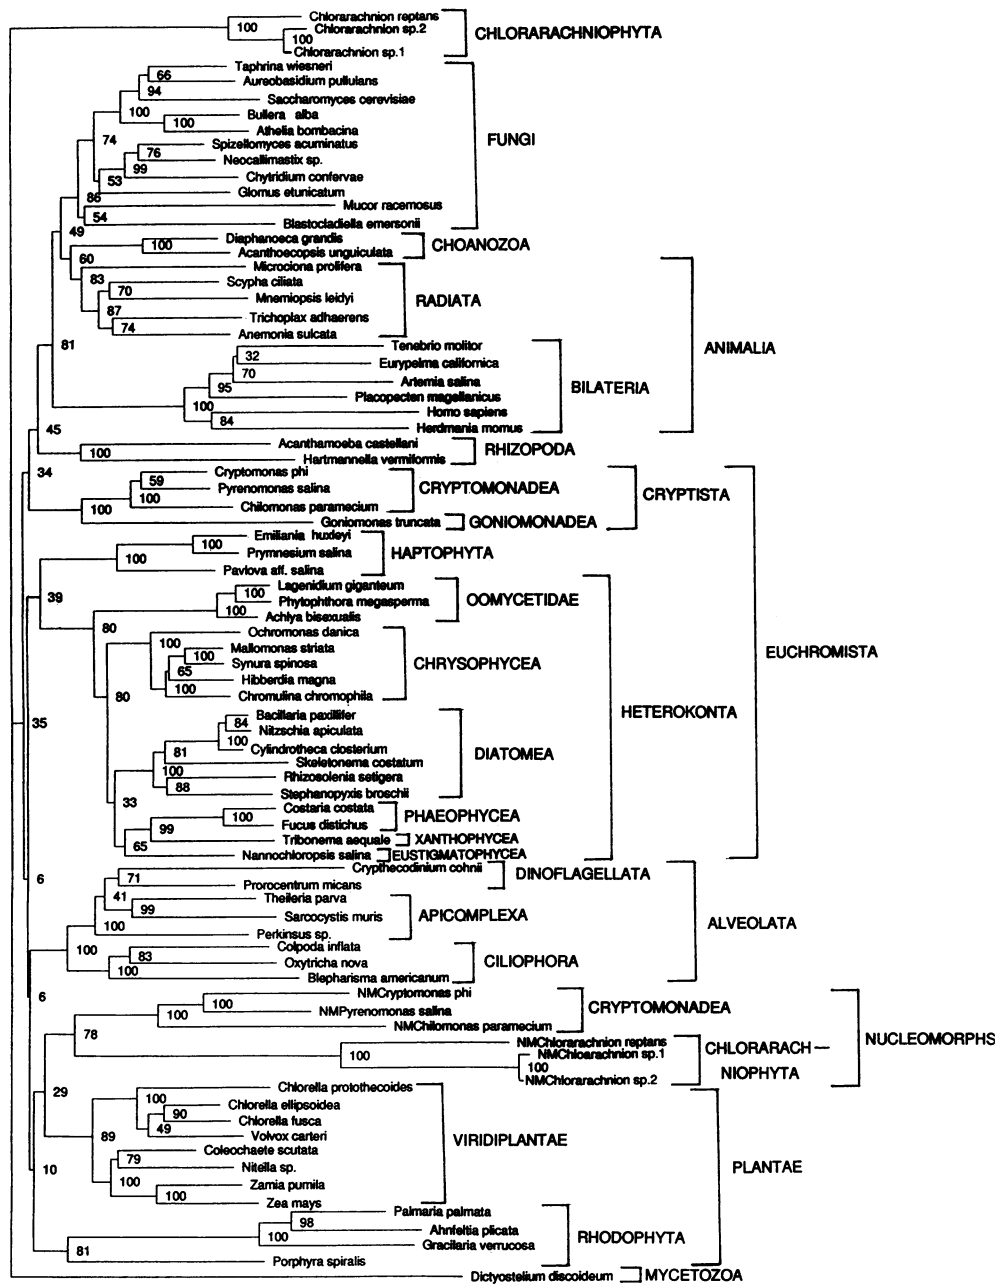 Chlorarachnion reptans
100
Chlorarachnion sp.2
100
Chlorarachnion sp.1
CHLORARACHNIOPHYTA
Taphrina wiesneri
66
Aureobasidium pullulans
94
Saccharomyces cerevisiae
100
Bullera alba
100
Athelia bombacina
74
Spizellomyces acuminatus
76
Neocallimastix sp.
99
Chytridium confervae
53
Glomus etunicatum
86
Mucor racemosus
54
Blastocladiella emersonii
FUNGI
49
Diaphanoeca grandis
100
Acanthoecopsis unguiculata
CHOANOZOA
60
Microciona prolifera
83
Scypha ciliata
70
Mnemiopsis leidyi
87
Trichoplax adhaerens
74
Anemonia sulcata
RADIATA
81
Tenebrio molitor
32
Eurypelma californica
70
Artemia salina
95
Placopecten magellanicus
100
Homo sapiens
84
Herdmania momus
BILATERIA
ANIMALIA
45
Acanthamoeba castellani
100
Hartmannella vermiformis
RHIZOPODA
34
Cryptomonas phi
59
Pyrenomonas salina
100
Chilomonas paramecium
CRYPTOMONADEA
100
Goniomonas truncata
GONIOMONADEA
CRYPTISTA
Emiliania huxleyi
100
Prymnesium salina
100
Pavlova aff. salina
HAPTOPHYTA
39
Lagenidium giganteum
100
Phytophthora megasperma
100
Achlya bisexualis
OOMYCETIDAE
80
Ochromonas danica
100
Mallomonas striata
100
Synura spinosa
65
Hibberdia magna
100
Chromulina chromophila
CHRYSOPHYCEA
80
EUCHROMISTA
HETEROKONTA
35
Bacillaria paxillifer
84
Nitzschia apiculata
100
Cylindrotheca closterium
81
Skeletonema costatum
100
Rhizosolenia setigera
88
Stephanopyxis broschii
DIATOMEA
33
Costaria costata
100
Fucus distichus
PHAEOPHYCEA
99
Tribonema aequale
XANTHOPHYCEA
65
Nannochloropsis salina
EUSTIGMATOPHYCEA
6
Crypthecodinium cohnii
71
Prorocentrum micans
DINOFLAGELLATA
41
Theileria parva
99
Sarcocystis muris
100
Perkinsus sp.
APICOMPLEXA
ALVEOLATA
100
Colpoda inflata
83
Oxytricha nova
100
Blepharisma americanum
CILIOPHORA
6
NMCryptomonas phi
100
NMPyrenomonas salina
100
NMChilomonas paramecium
CRYPTOMONADEA
78
NMChlorarachnion reptans
100
NMChloarachnion sp.1
100
NMChlorarachnion sp.2
CHLORARACH—
NIOPHYTA
NUCLEOMORPHS
29
Chlorella protothecoides
100
Chlorella ellipsoidea
90
Chlorella fusca
49
Volvox carteri
89
Coleochaete scutata
79
Nitella sp.
100
Zamia pumila
100
Zea mays
VIRIDIPLANTAE
PLANTAE
10
Palmaria palmata
98
Ahnfeltia plicata
100
Gracilaria verrucosa
81
Porphyra spiralis
RHODOPHYTA
Dictyostelium discoideum
MYCETOZOA